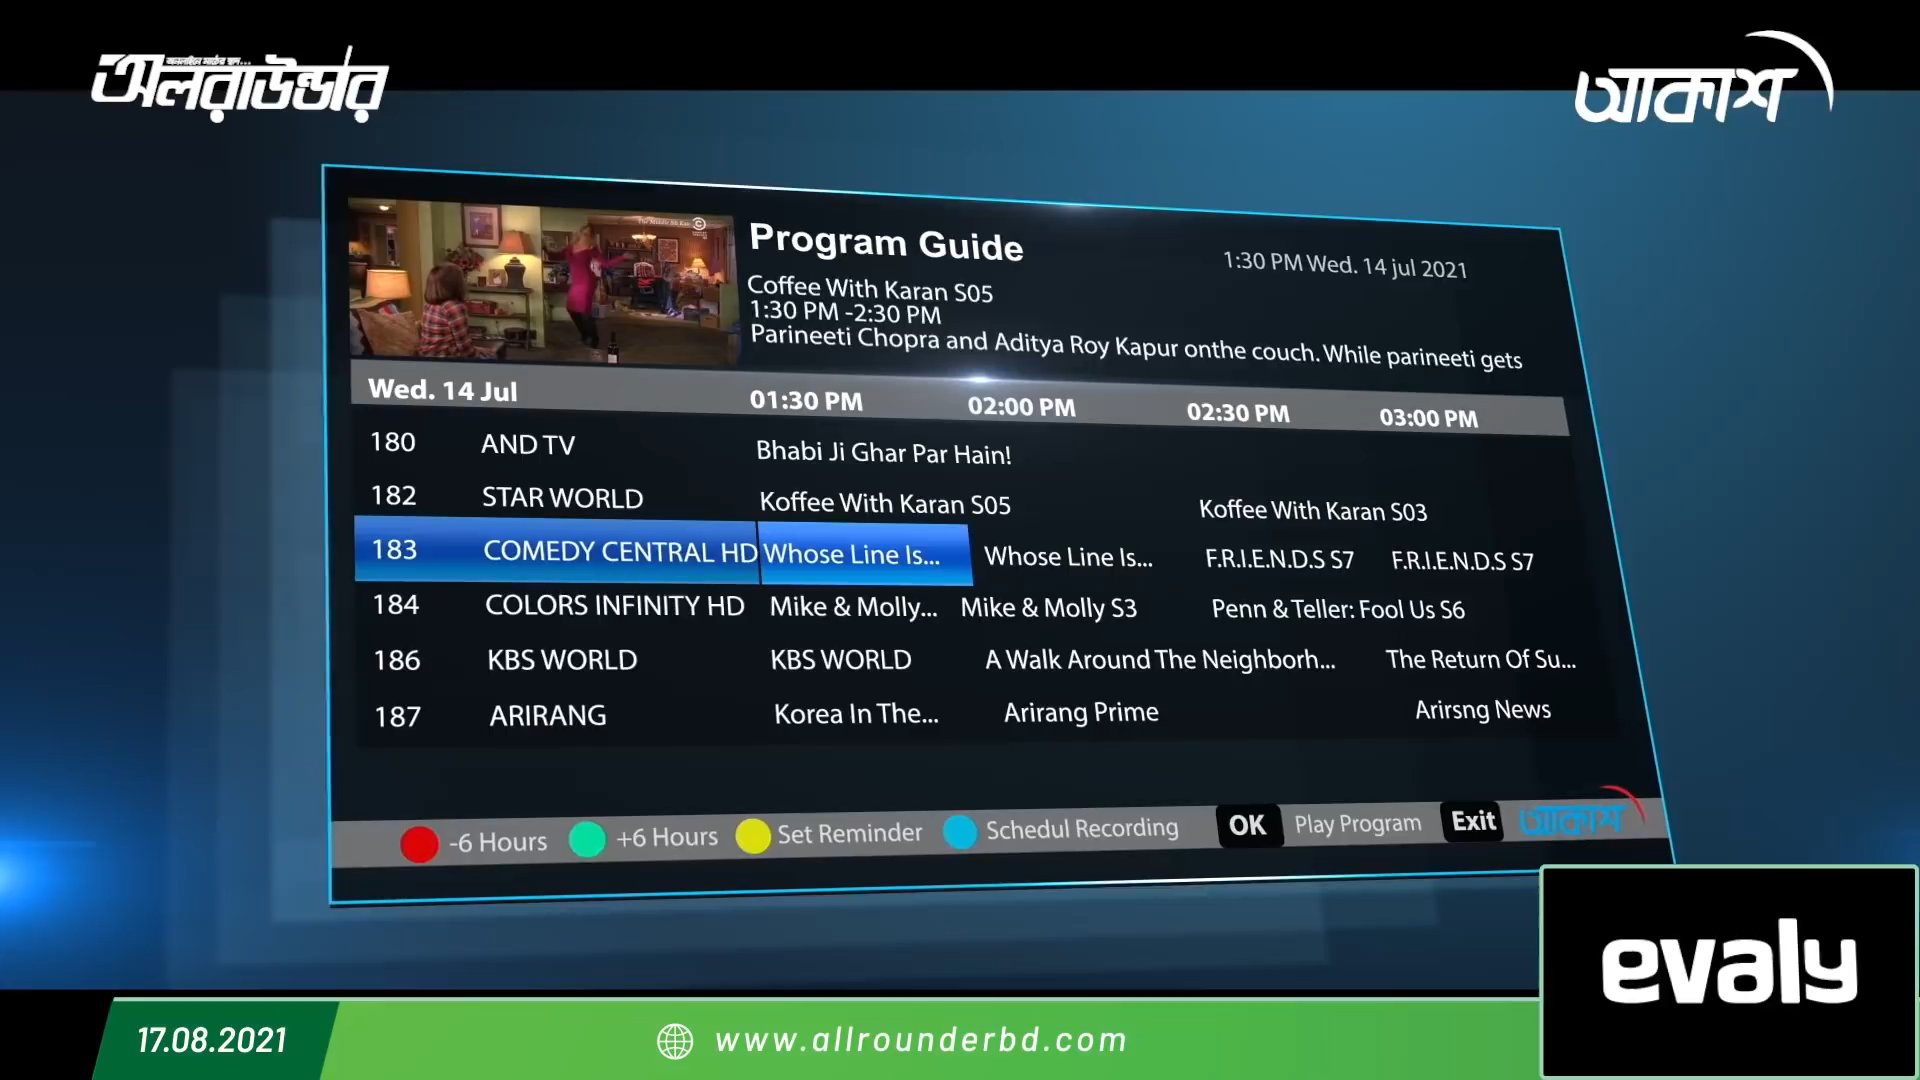 অনলাইনে মাঠের স্বাদ...
অলরাউন্ডার
আকাশ
Program Guide
1:30 PM Wed. 14 jul 2021
Coffee With Karan S05
1:30 PM -2:30 PM
Parineeti Chopra and Aditya Roy Kapur onthe couch. While parineeti gets
Wed. 14 Jul 01:30 PM 02:00 PM 02:30 PM 03:00 PM
180 AND TV Bhabi Ji Ghar Par Hain!
182 STAR WORLD Koffee With Karan S05 Koffee With Karan S03
183 COMEDY CENTRAL HD Whose Line Is... Whose Line Is... F.R.I.E.N.D.S S7 F.R.I.E.N.D.S S7
184 COLORS INFINITY HD Mike & Molly... Mike & Molly S3 Penn & Teller: Fool Us S6
186 KBS WORLD KBS WORLD A Walk Around The Neighborh... The Return Of Su...
187 ARIRANG Korea In The... Arirang Prime Arirsng News
-6 Hours +6 Hours Set Reminder Schedul Recording OK Play Program Exit আকাশ
evaly
17.08.2021 www.allrounderbd.com